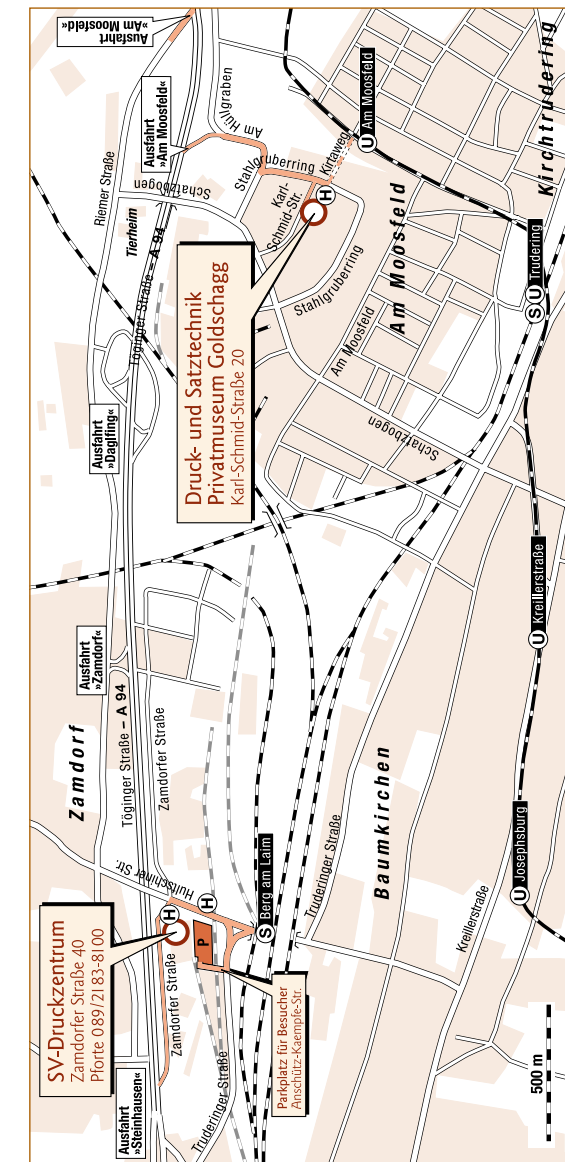 SV-Druckzentrum
Zamdorfer Straße 40
Pforte 089/2183-8100
Druck- und Satztechnik
Privatmuseum Goldschagg
Karl-Schmid-Straße 20
Parkplatz für Besucher
Anschütz-Kaempfe-Str.
Ausfahrt
»Steinhausen«
Ausfahrt
»Zamdorf«
Ausfahrt
»Daglfing«
Ausfahrt
»Am Moosfeld«
Ausfahrt
»Am Moosfeld«
Zamdorf
Töginger Straße – A 94
Töginger Straße – A 94
Zamdorfer Straße
Zamdorfer Straße
Hultschiner Str.
Riemer Straße
Tierheim
Schatzbogen
Am Hüllgraben
Stahlgruberring
Kirtaweg
Karl-
Schmid-Str.
Stahlgruberring
Am Moosfeld
Am Moosfeld
Schatzbogen
Kirchtrudering
U Am Moosfeld
S U Trudering
U Kreillerstraße
U Josephsburg
S Berg am Laim
H
H
H
P
Truderinger Straße
Truderinger Straße
Baumkirchen
Kreillerstraße
500 m